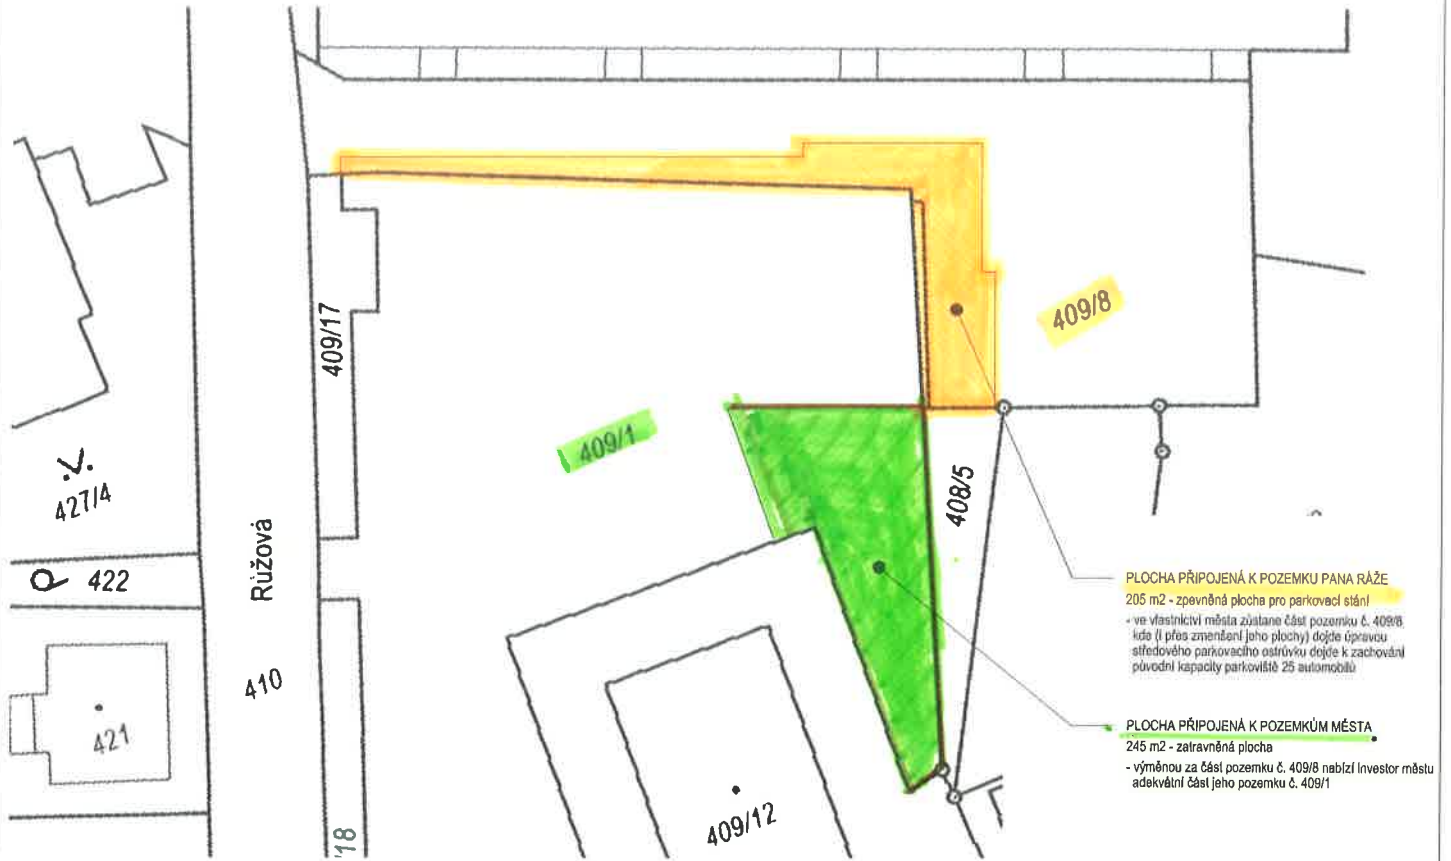 409/17
409/8
409/1
.V.
427/4
408/5
Růžová
422
410
421
409/12
PLOCHA PŘIPOJENÁ K POZEMKU PANA RÁŽE
205 m2 - zpevněná plocha pro parkovací stání
- ve vlastnictví města zůstane část pozemku č. 409/8
kde (i přes zmenšení jeho plochy) dojde úpravou
středového parkovacího ostrůvku dojde k zachování
původní kapacity parkoviště 25 automobilů
PLOCHA PŘIPOJENÁ K POZEMKŮM MĚSTA
245 m2 - zatravněná plocha
- výměnou za část pozemku č. 409/8 nabízí investor městu
adekvátní část jeho pozemku č. 409/1
/18